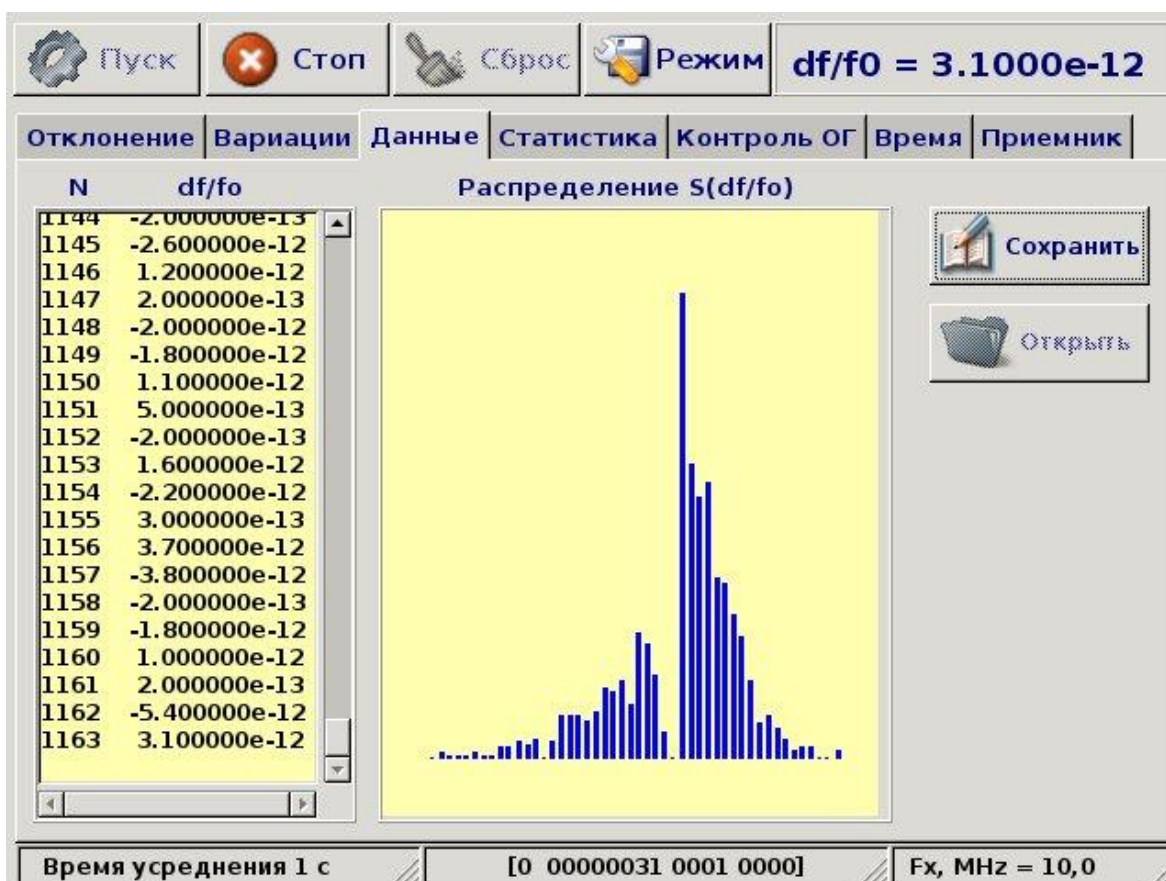 Пуск Стоп Сброс Режим df/f0 = 3.1000e-12
Отклонение Вариации Данные Статистика Контроль ОГ Время Приемник
N df/fo Распределение S(df/fo)
1144 -2.000000e-13
1145 -2.600000e-12
1146 1.200000e-12
1147 2.000000e-13
1148 -2.000000e-12
1149 -1.800000e-12
1150 1.100000e-12
1151 5.000000e-13
1152 -2.000000e-13
1153 1.600000e-12
1154 -2.200000e-12
1155 3.000000e-13
1156 3.700000e-12
1157 -3.800000e-12
1158 -2.000000e-13
1159 -1.800000e-12
1160 1.000000e-12
1161 2.000000e-13
1162 -5.400000e-12
1163 3.100000e-12
Сохранить
Открыть
Время усреднения 1 с [0 00000031 0001 0000] Fx, MHz = 10,0